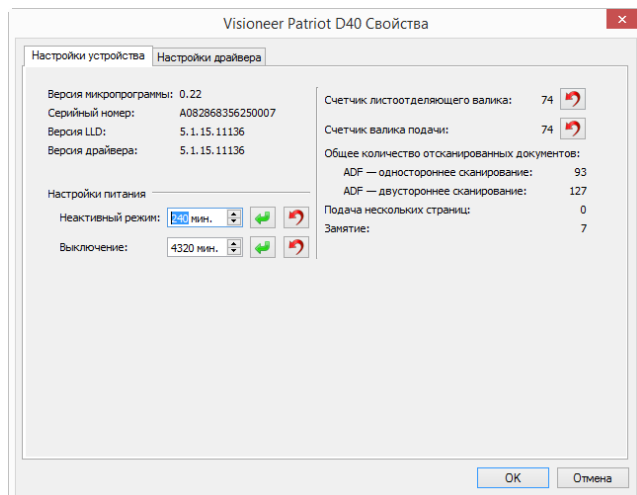 Visioneer Patriot D40 Свойства
Настройки устройства
Настройки драйвера
Версия микропрограммы: 0.22
Серийный номер: A082868356250007
Версия LLD: 5.1.15.11136
Версия драйвера: 5.1.15.11136
Настройки питания
Неактивный режим: 240 мин.
Выключение: 4320 мин.
Счетчик листоотделяющего валика: 74
Счетчик валика подачи: 74
Общее количество отсканированных документов:
ADF — одностороннее сканирование: 93
ADF — двустороннее сканирование: 127
Подача нескольких страниц: 0
Замятие: 7
OK
Отмена